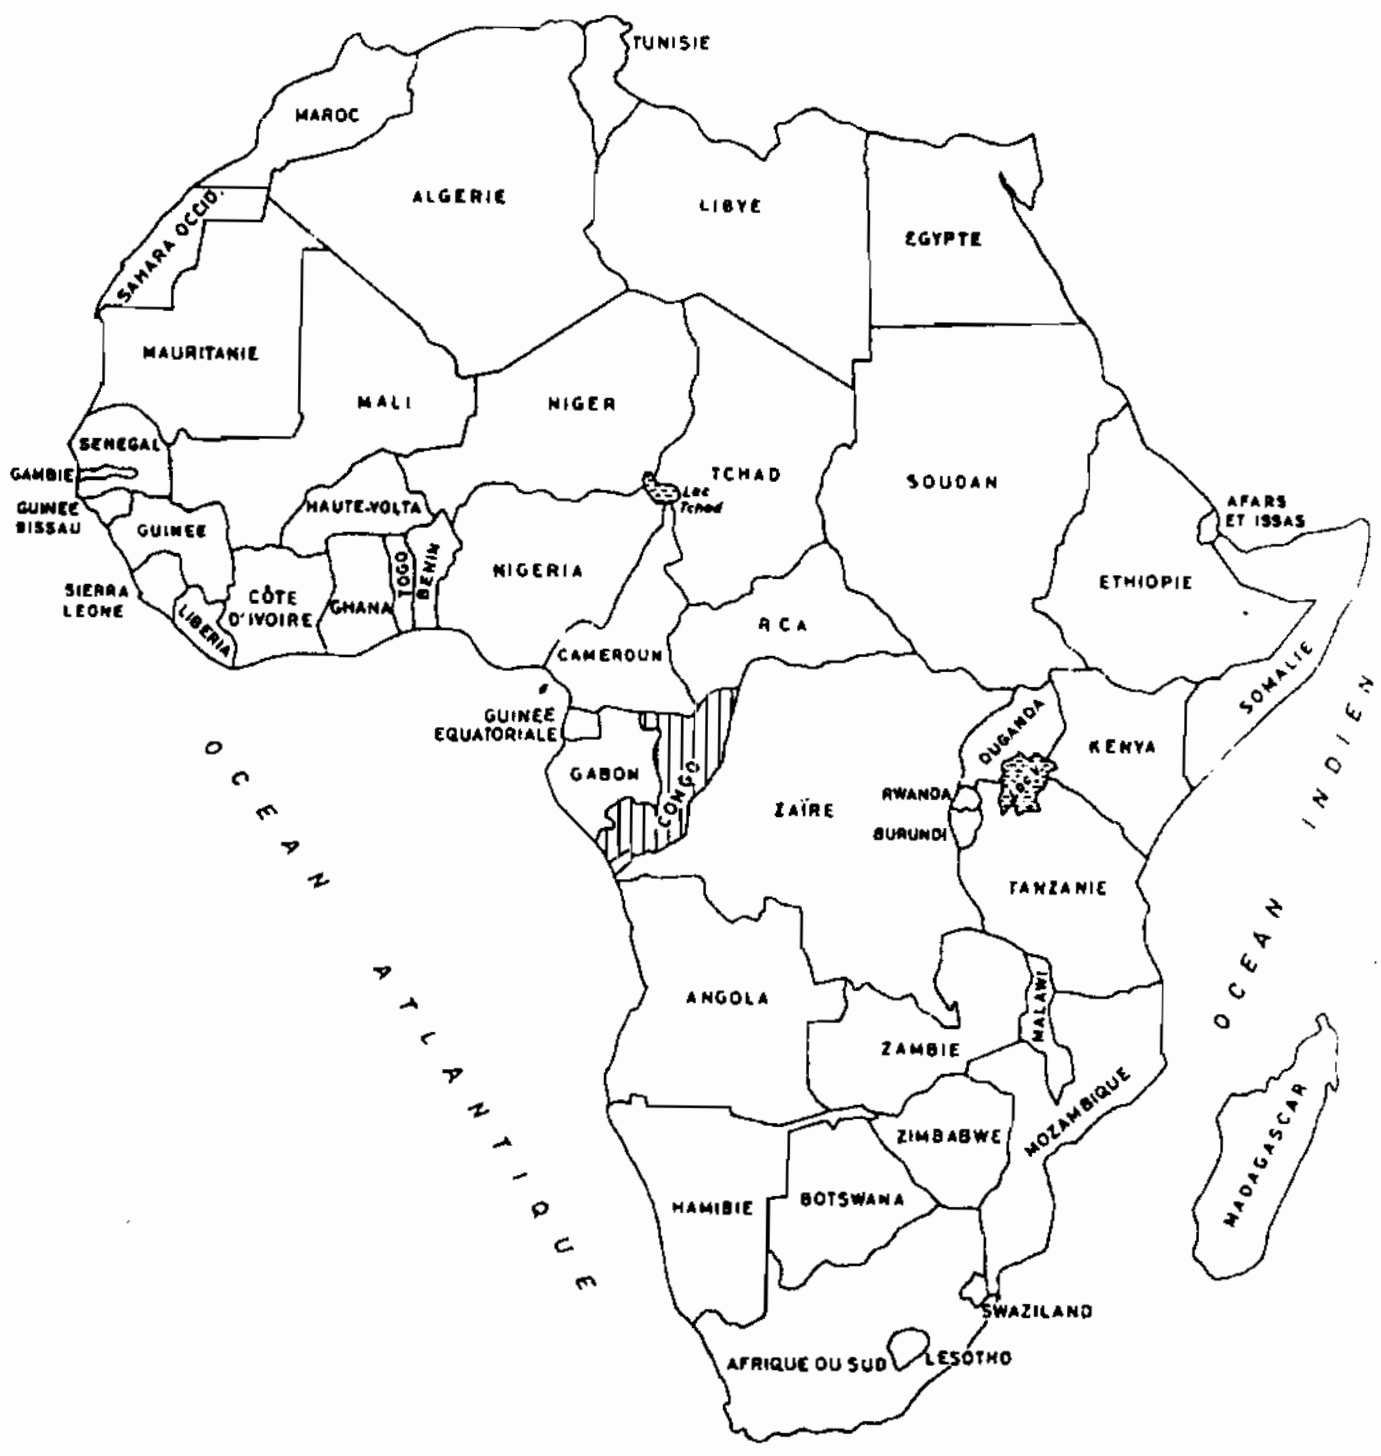 TUNISIE
MAROC
ALGERIE
LIBYE
EGYPTE
SAHARA OCCID.
MAURITANIE
MALI
NIGER
TCHAD
SOUDAN
SENEGAL
GAMBIE
GUINEE
BISSAU
GUINEE
HAUTE-VOLTA
Lac
Tchad
AFARS
ET ISSAS
SIERRA
LEONE
LIBERIA
CÔTE
D'IVOIRE
GHANA
TOGO
BENIN
NIGERIA
ETHIOPIE
RCA
CAMEROUN
SOMALIE
GUINEE
EQUATORIALE
GABON
CONGO
ZAÏRE
OUGANDA
KENYA
RWANDA
BURUNDI
TANZANIE
OCEAN INDIEN
OCEAN ATLANTIQUE
ANGOLA
ZAMBIE
MALAWI
MOZAMBIQUE
MADAGASCAR
ZIMBABWE
NAMIBIE
BOTSWANA
SWAZILAND
AFRIQUE DU SUD
LESOTHO